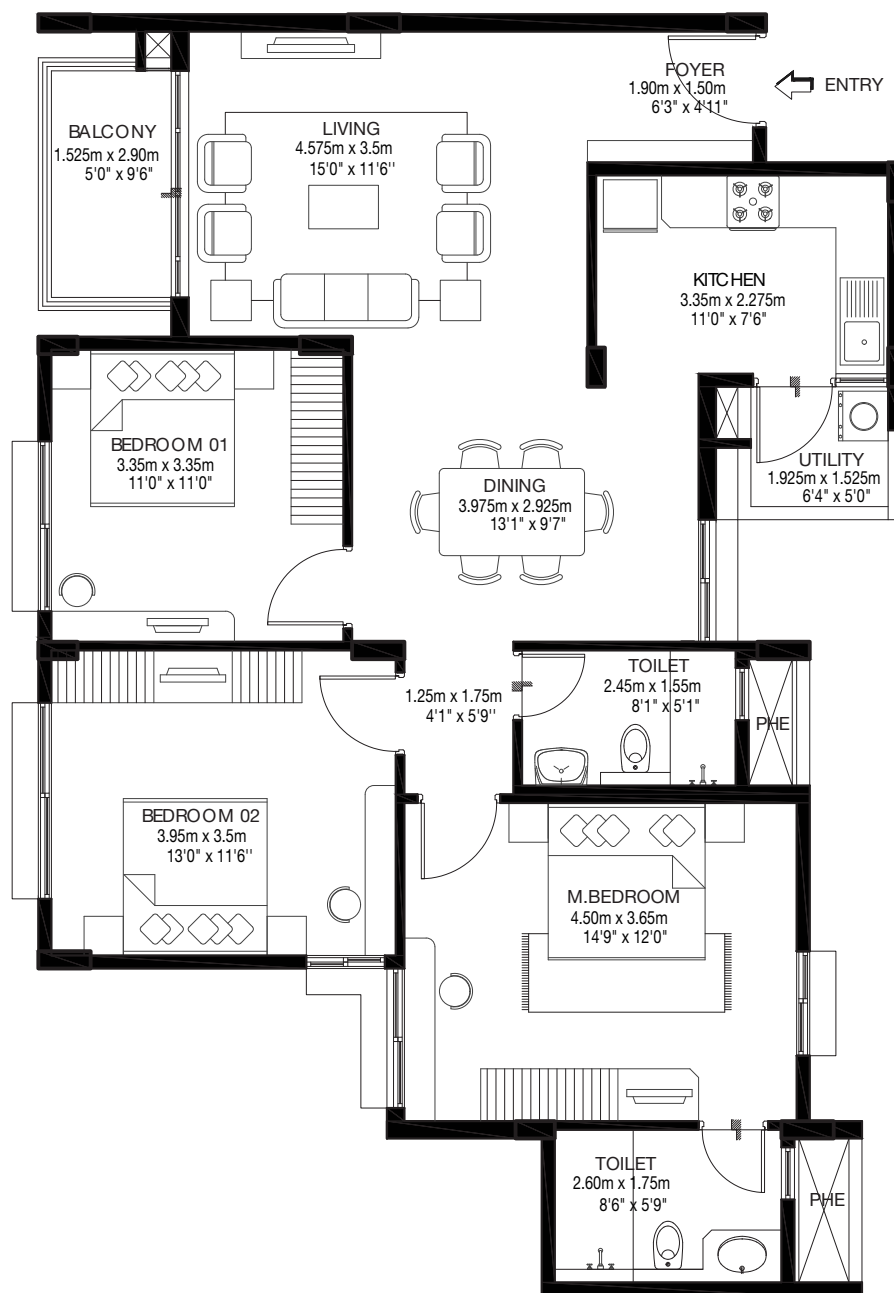 FOYER
1.90m x 1.50m
6'3" x 4'11"
ENTRY
BALCONY
1.525m x 2.90m
5'0" x 9'6"
LIVING
4.575m x 3.5m
15'0" x 11'6''
KITCHEN
3.35m x 2.275m
11'0" x 7'6"
BEDROOM 01
3.35m x 3.35m
11'0" x 11'0"
DINING
3.975m x 2.925m
13'1" x 9'7"
UTILITY
1.925m x 1.525m
6'4" x 5'0"
1.25m x 1.75m
4'1" x 5'9''
TOILET
2.45m x 1.55m
8'1" x 5'1"
PHE
BEDROOM 02
3.95m x 3.5m
13'0" x 11'6''
M.BEDROOM
4.50m x 3.65m
14'9" x 12'0"
TOILET
2.60m x 1.75m
8'6" x 5'9"
PHE